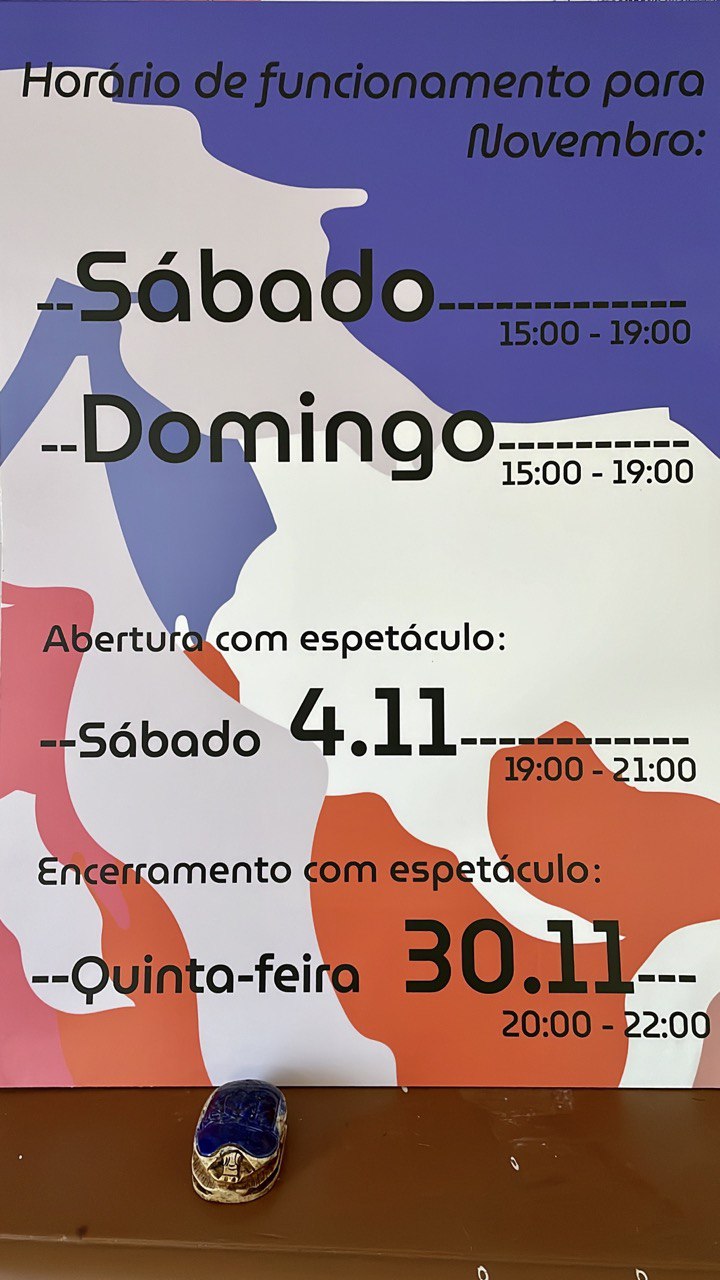 Horário de funcionamento para
Novembro:
--Sábado------------
15:00 - 19:00
--Domingo----------
15:00 - 19:00
Abertura com espetáculo:
--Sábado 4.11------------
19:00 - 21:00
Encerramento com espetáculo:
--Quinta-feira 30.11---
20:00 - 22:00